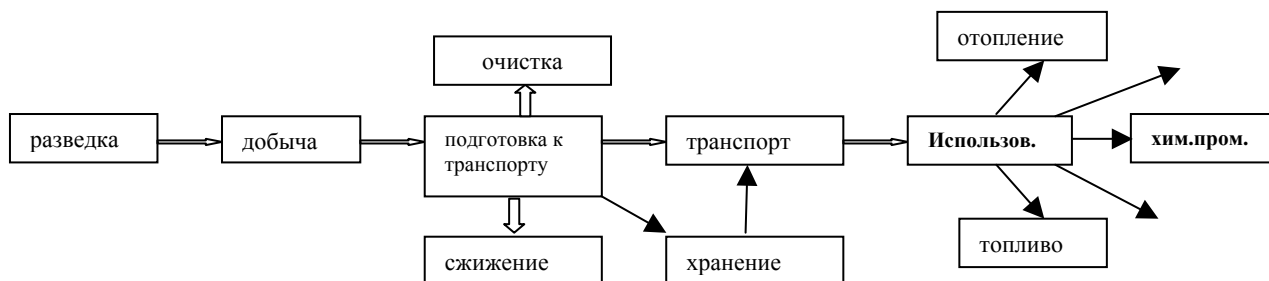 отопление
очистка
разведка
добыча
подготовка к
транспорту
транспорт
Использов.
хим.пром.
сжижение
хранение
топливо